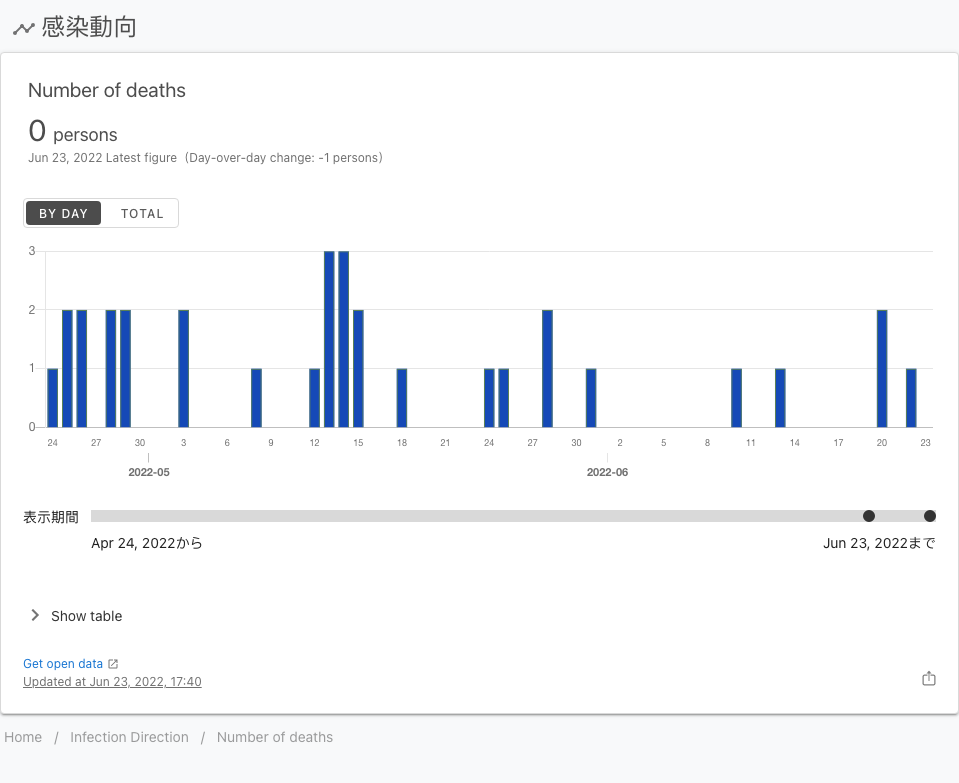 感染動向
Number of deaths
0 persons
Jun 23, 2022 Latest figure (Day-over-day change: -1 persons)
BY DAY TOTAL
3
2
1
0
24 27 30 3 6 9 12 15 18 21 24 27 30 2 5 8 11 14 17 20 23
2022-05 2022-06
表示期間
Apr 24, 2022から Jun 23, 2022まで
Show table
Get open data
Updated at Jun 23, 2022, 17:40
Home / Infection Direction / Number of deaths